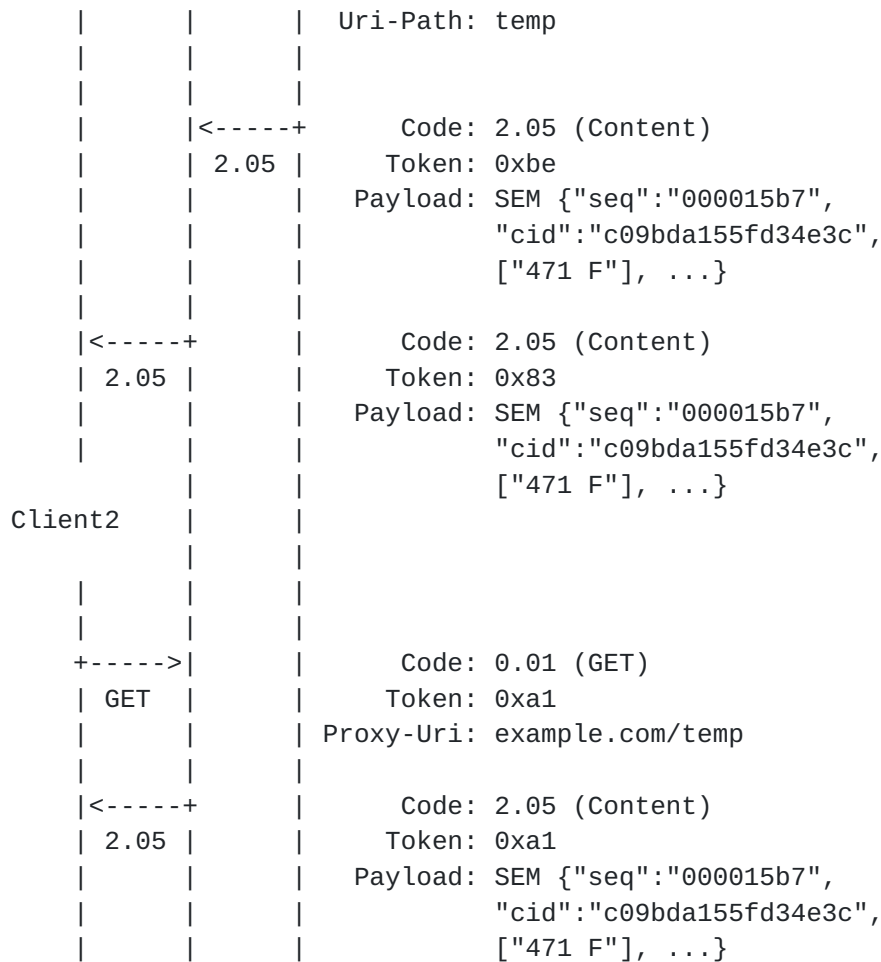 |      |      |  Uri-Path: temp
|      |      |
|      |      |
|      |<-----+      Code: 2.05 (Content)
|      | 2.05 |     Token: 0xbe
|      |      |   Payload: SEM {"seq":"000015b7",
|      |      |            "cid":"c09bda155fd34e3c",
|      |      |            ["471 F"], ...}
|      |      |
|<-----+      |      Code: 2.05 (Content)
| 2.05 |      |     Token: 0x83
|      |      |   Payload: SEM {"seq":"000015b7",
|      |      |            "cid":"c09bda155fd34e3c",
       |      |            ["471 F"], ...}
Client2    |      |
       |      |
|      |      |
|      |      |
+----->|      |      Code: 0.01 (GET)
| GET  |      |     Token: 0xa1
|      |      | Proxy-Uri: example.com/temp
|      |      |
|<-----+      |      Code: 2.05 (Content)
| 2.05 |      |     Token: 0xa1
|      |      |   Payload: SEM {"seq":"000015b7",
|      |      |            "cid":"c09bda155fd34e3c",
|      |      |            ["471 F"], ...}